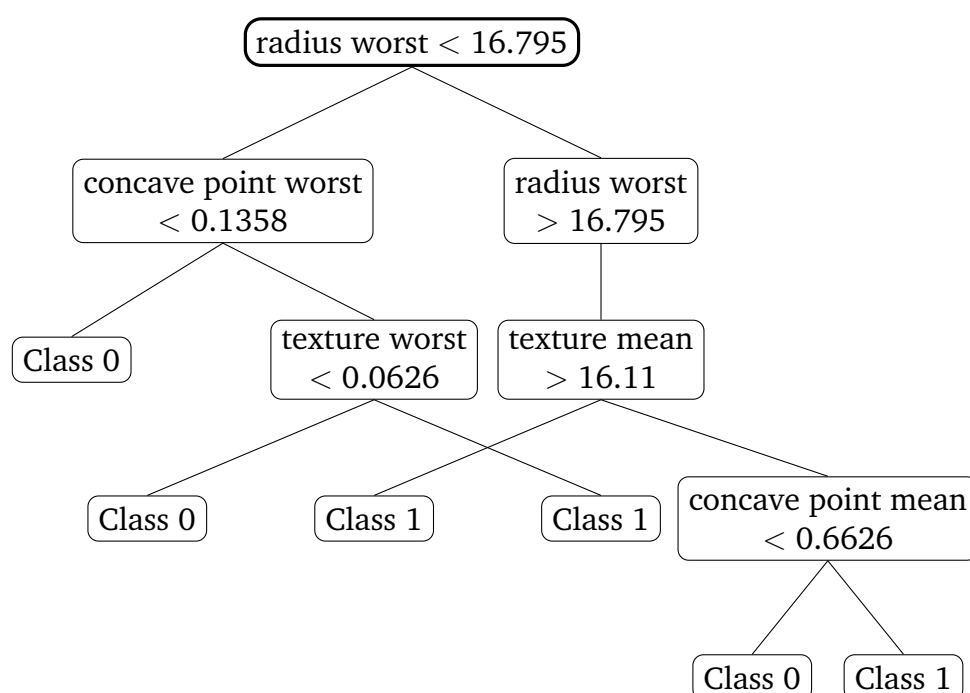 radius worst < 16.795
concave point worst
< 0.1358
radius worst
> 16.795
Class 0
texture worst
< 0.0626
texture mean
> 16.11
Class 0
Class 1
Class 1
concave point mean
< 0.6626
Class 0
Class 1